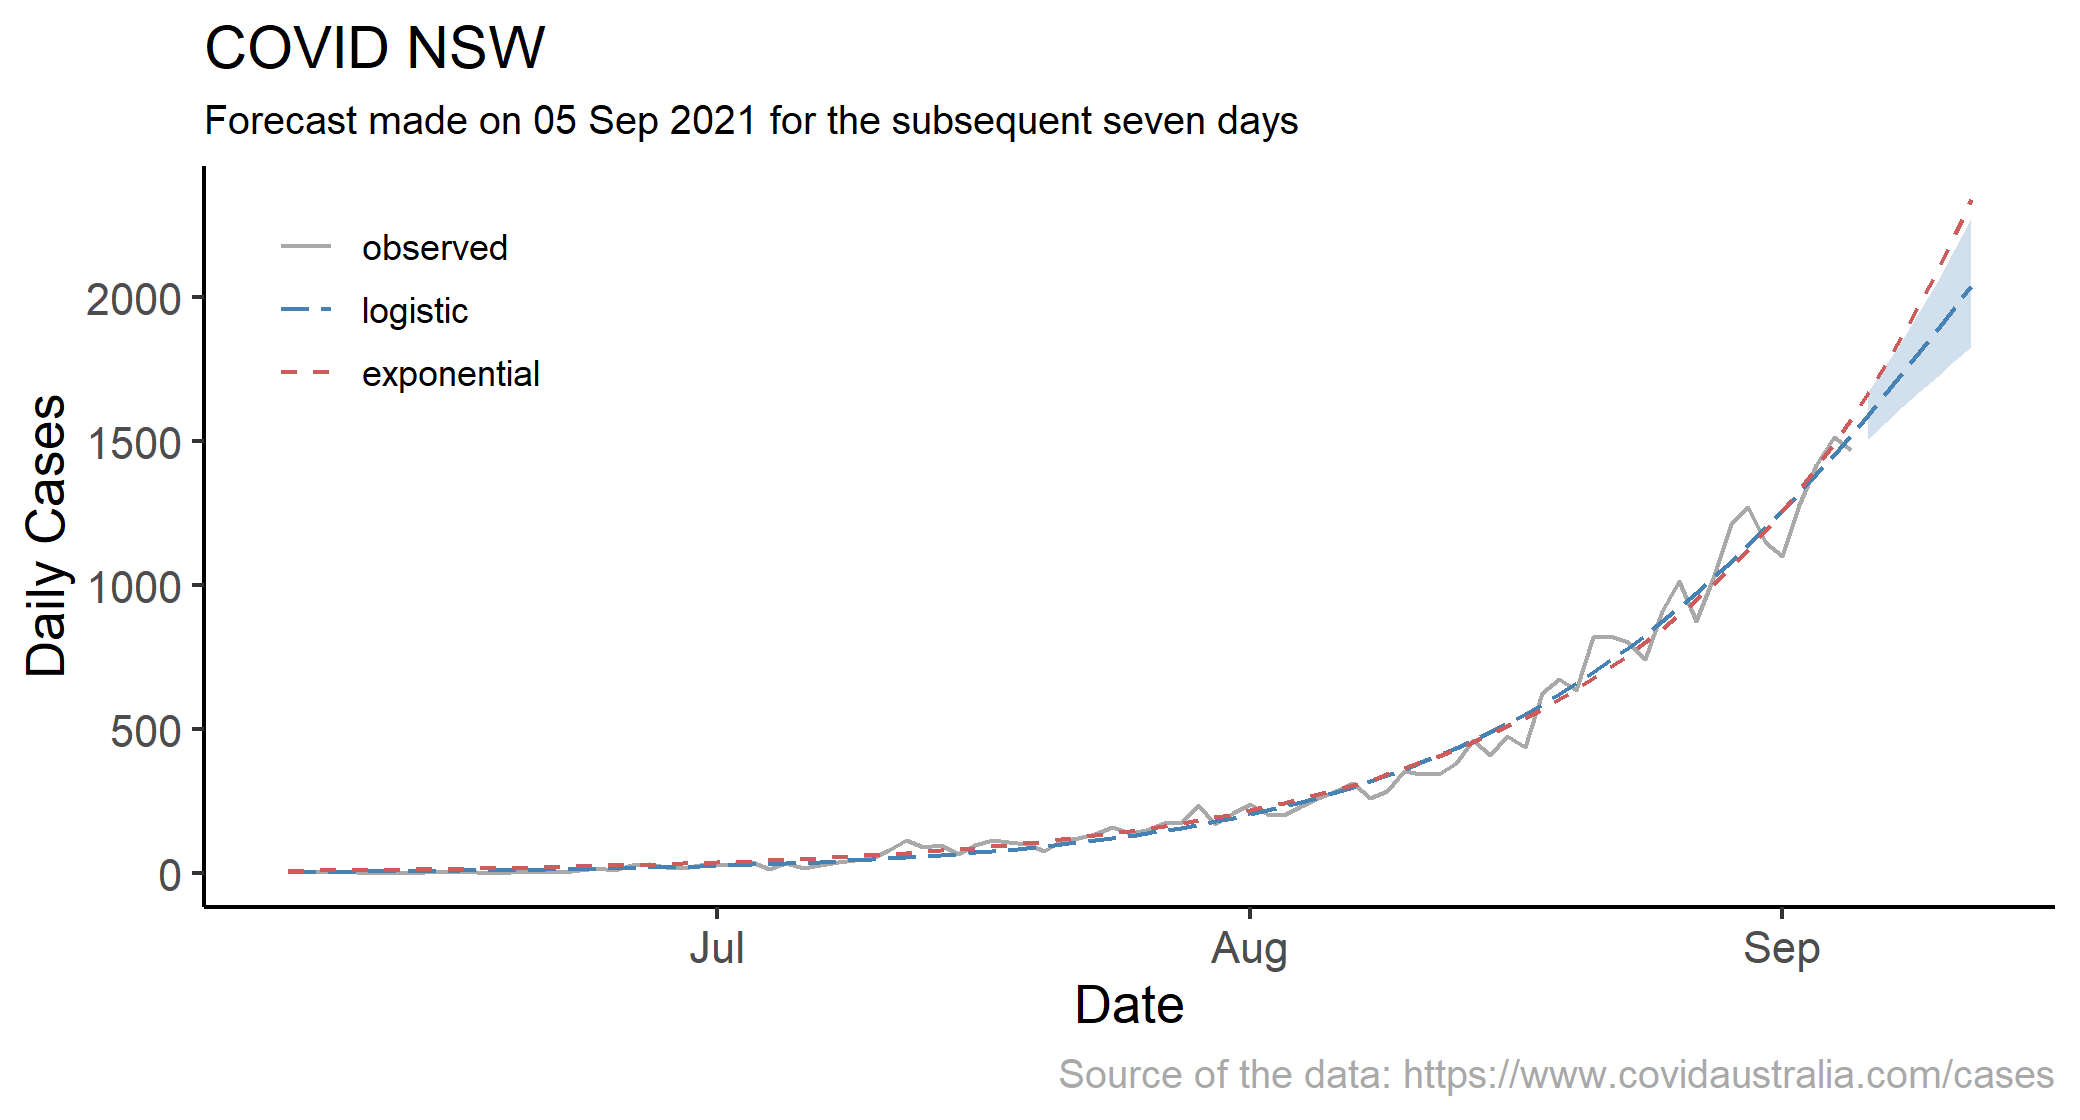 COVID NSW
Forecast made on 05 Sep 2021 for the subsequent seven days
observed
logistic
exponential
2000
1500
1000
500
0
Daily Cases
Jul
Aug
Sep
Date
Source of the data: https://www.covidaustralia.com/cases